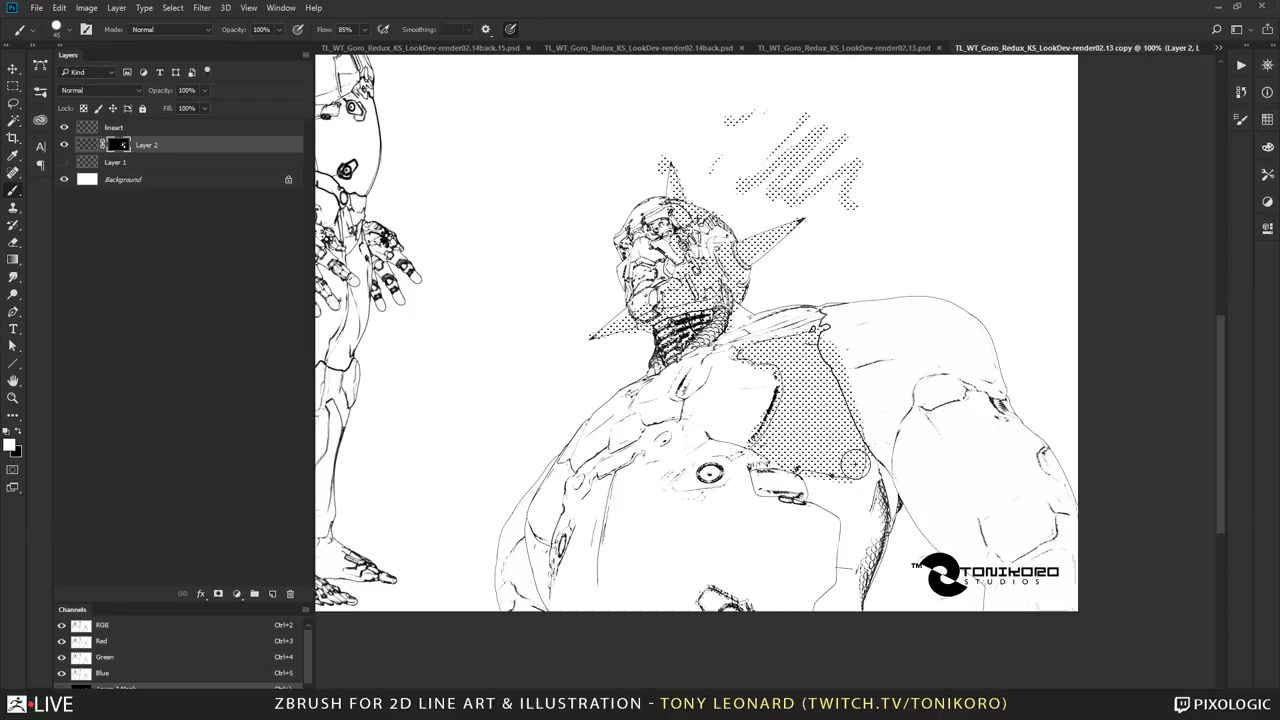 Ps File Edit Image Layer Type Select Filter 3D View Window Help
45 Mode: Normal Opacity: 100% Flow: 85% Smoothing:
TL_WT_Goro_Redux_KS_LookDev-render02.14back.15.psd × TL_WT_Goro_Redux_KS_LookDev-render02.14back.psd × TL_WT_Goro_Redux_KS_LookDev-render02.13.psd × TL_WT_Goro_Redux_KS_LookDev-render02.13 copy @ 100% (Layer 2, L
Layers
Kind
Normal Opacity: 100%
Lock: Fill: 100%
lineart
Layer 2
Layer 1
Background
TM TONIKORO
STUDIOS
Channels
RGB Ctrl+2
Red Ctrl+3
Green Ctrl+4
Blue Ctrl+5
LIVE ZBRUSH FOR 2D LINE ART & ILLUSTRATION - TONY LEONARD (TWITCH.TV/TONIKORO) PIXOLOGIC